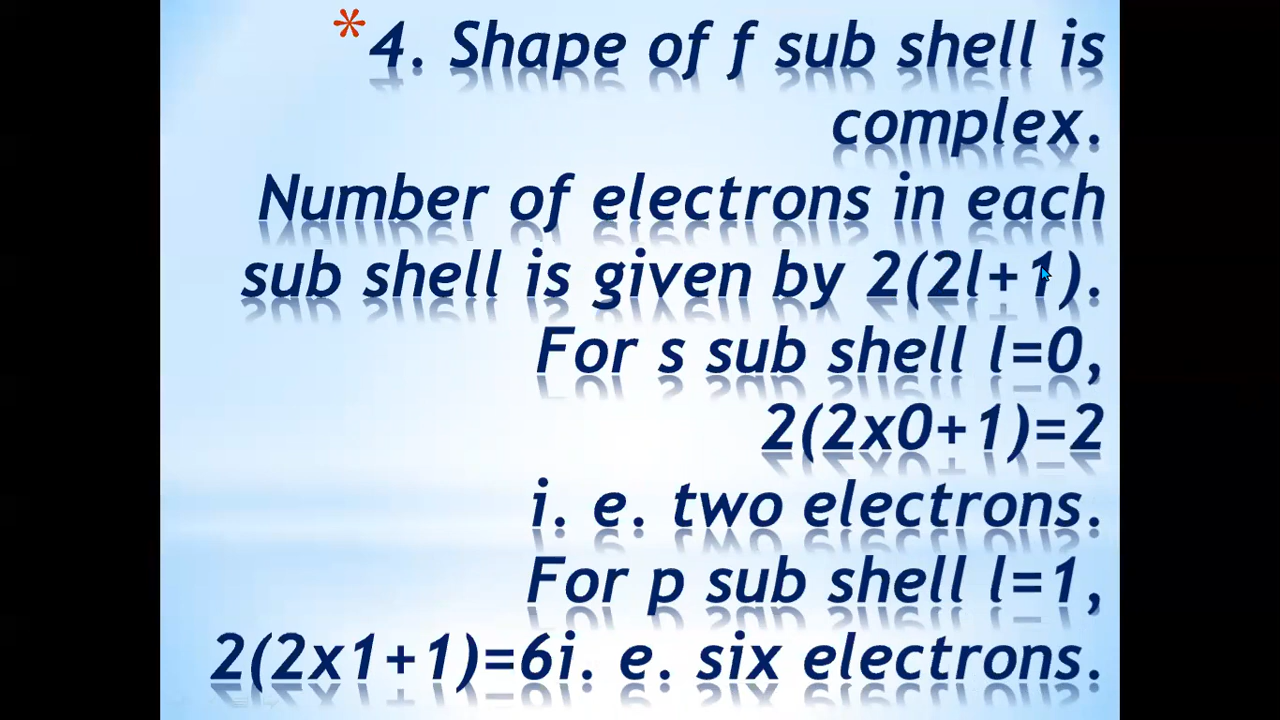 *4. Shape of f sub shell is
complex.
Number of electrons in each
sub shell is given by 2(2l+1).
For s sub shell l=0,
2(2x0+1)=2
i. e. two electrons.
For p sub shell l=1,
2(2x1+1)=6i. e. six electrons.